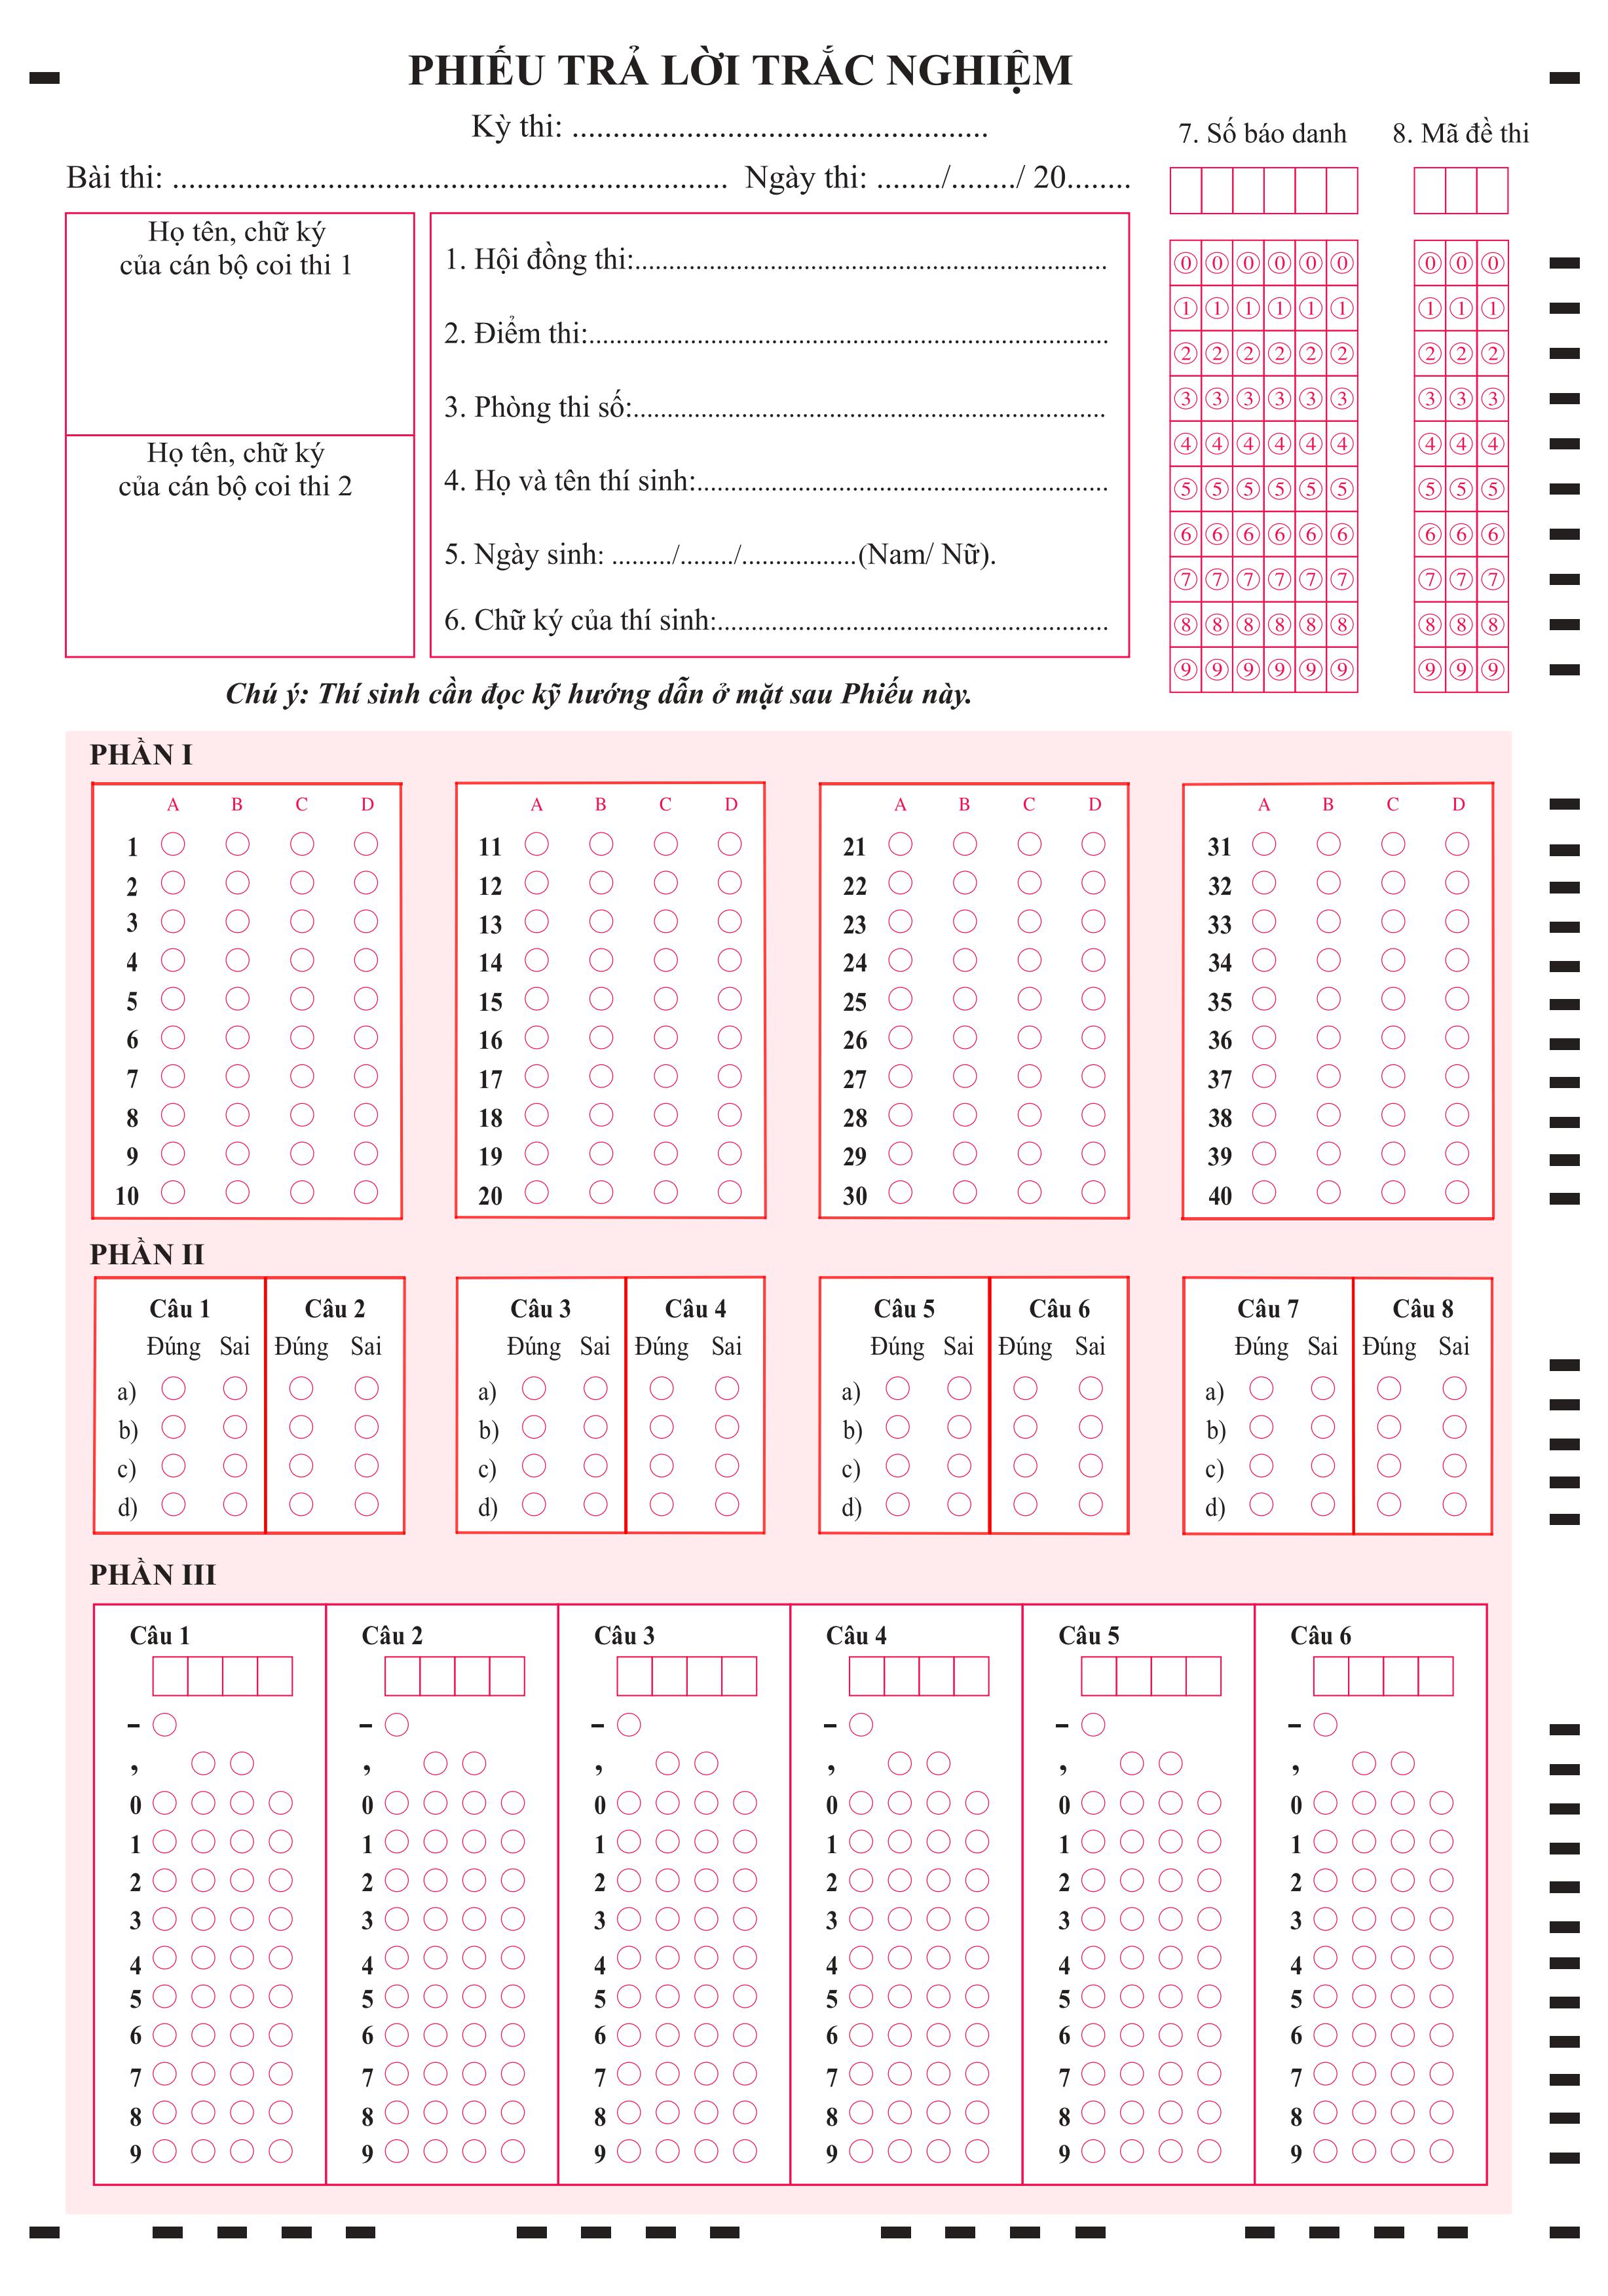 PHIẾU TRẢ LỜI TRẮC NGHIỆM
Kỳ thi: ...................................................
Bài thi: .................................................................... Ngày thi: ......../......../ 20........
7. Số báo danh
8. Mã đề thi
Họ tên, chữ ký
của cán bộ coi thi 1
Họ tên, chữ ký
của cán bộ coi thi 2
1. Hội đồng thi:......................................................................
2. Điểm thi:.............................................................................
3. Phòng thi số:......................................................................
4. Họ và tên thí sinh:.............................................................
5. Ngày sinh: ........./......../.................(Nam/ Nữ).
6. Chữ ký của thí sinh:..........................................................
0 0 0 0 0 0 0 0 0
1 1 1 1 1 1 1 1 1
2 2 2 2 2 2 2 2 2
3 3 3 3 3 3 3 3 3
4 4 4 4 4 4 4 4 4
5 5 5 5 5 5 5 5 5
6 6 6 6 6 6 6 6 6
7 7 7 7 7 7 7 7 7
8 8 8 8 8 8 8 8 8
9 9 9 9 9 9 9 9 9
Chú ý: Thí sinh cần đọc kỹ hướng dẫn ở mặt sau Phiếu này.
PHẦN I
A B C D A B C D A B C D A B C D
1 11 21 31
2 12 22 32
3 13 23 33
4 14 24 34
5 15 25 35
6 16 26 36
7 17 27 37
8 18 28 38
9 19 29 39
10 20 30 40
PHẦN II
Câu 1 Câu 2 Câu 3 Câu 4 Câu 5 Câu 6 Câu 7 Câu 8
Đúng Sai Đúng Sai Đúng Sai Đúng Sai Đúng Sai Đúng Sai Đúng Sai Đúng Sai
a) a) a) a)
b) b) b) b)
c) c) c) c)
d) d) d) d)
PHẦN III
Câu 1 Câu 2 Câu 3 Câu 4 Câu 5 Câu 6
- - - - - -
, , , , , ,
0 0 0 0 0 0
1 1 1 1 1 1
2 2 2 2 2 2
3 3 3 3 3 3
4 4 4 4 4 4
5 5 5 5 5 5
6 6 6 6 6 6
7 7 7 7 7 7
8 8 8 8 8 8
9 9 9 9 9 9